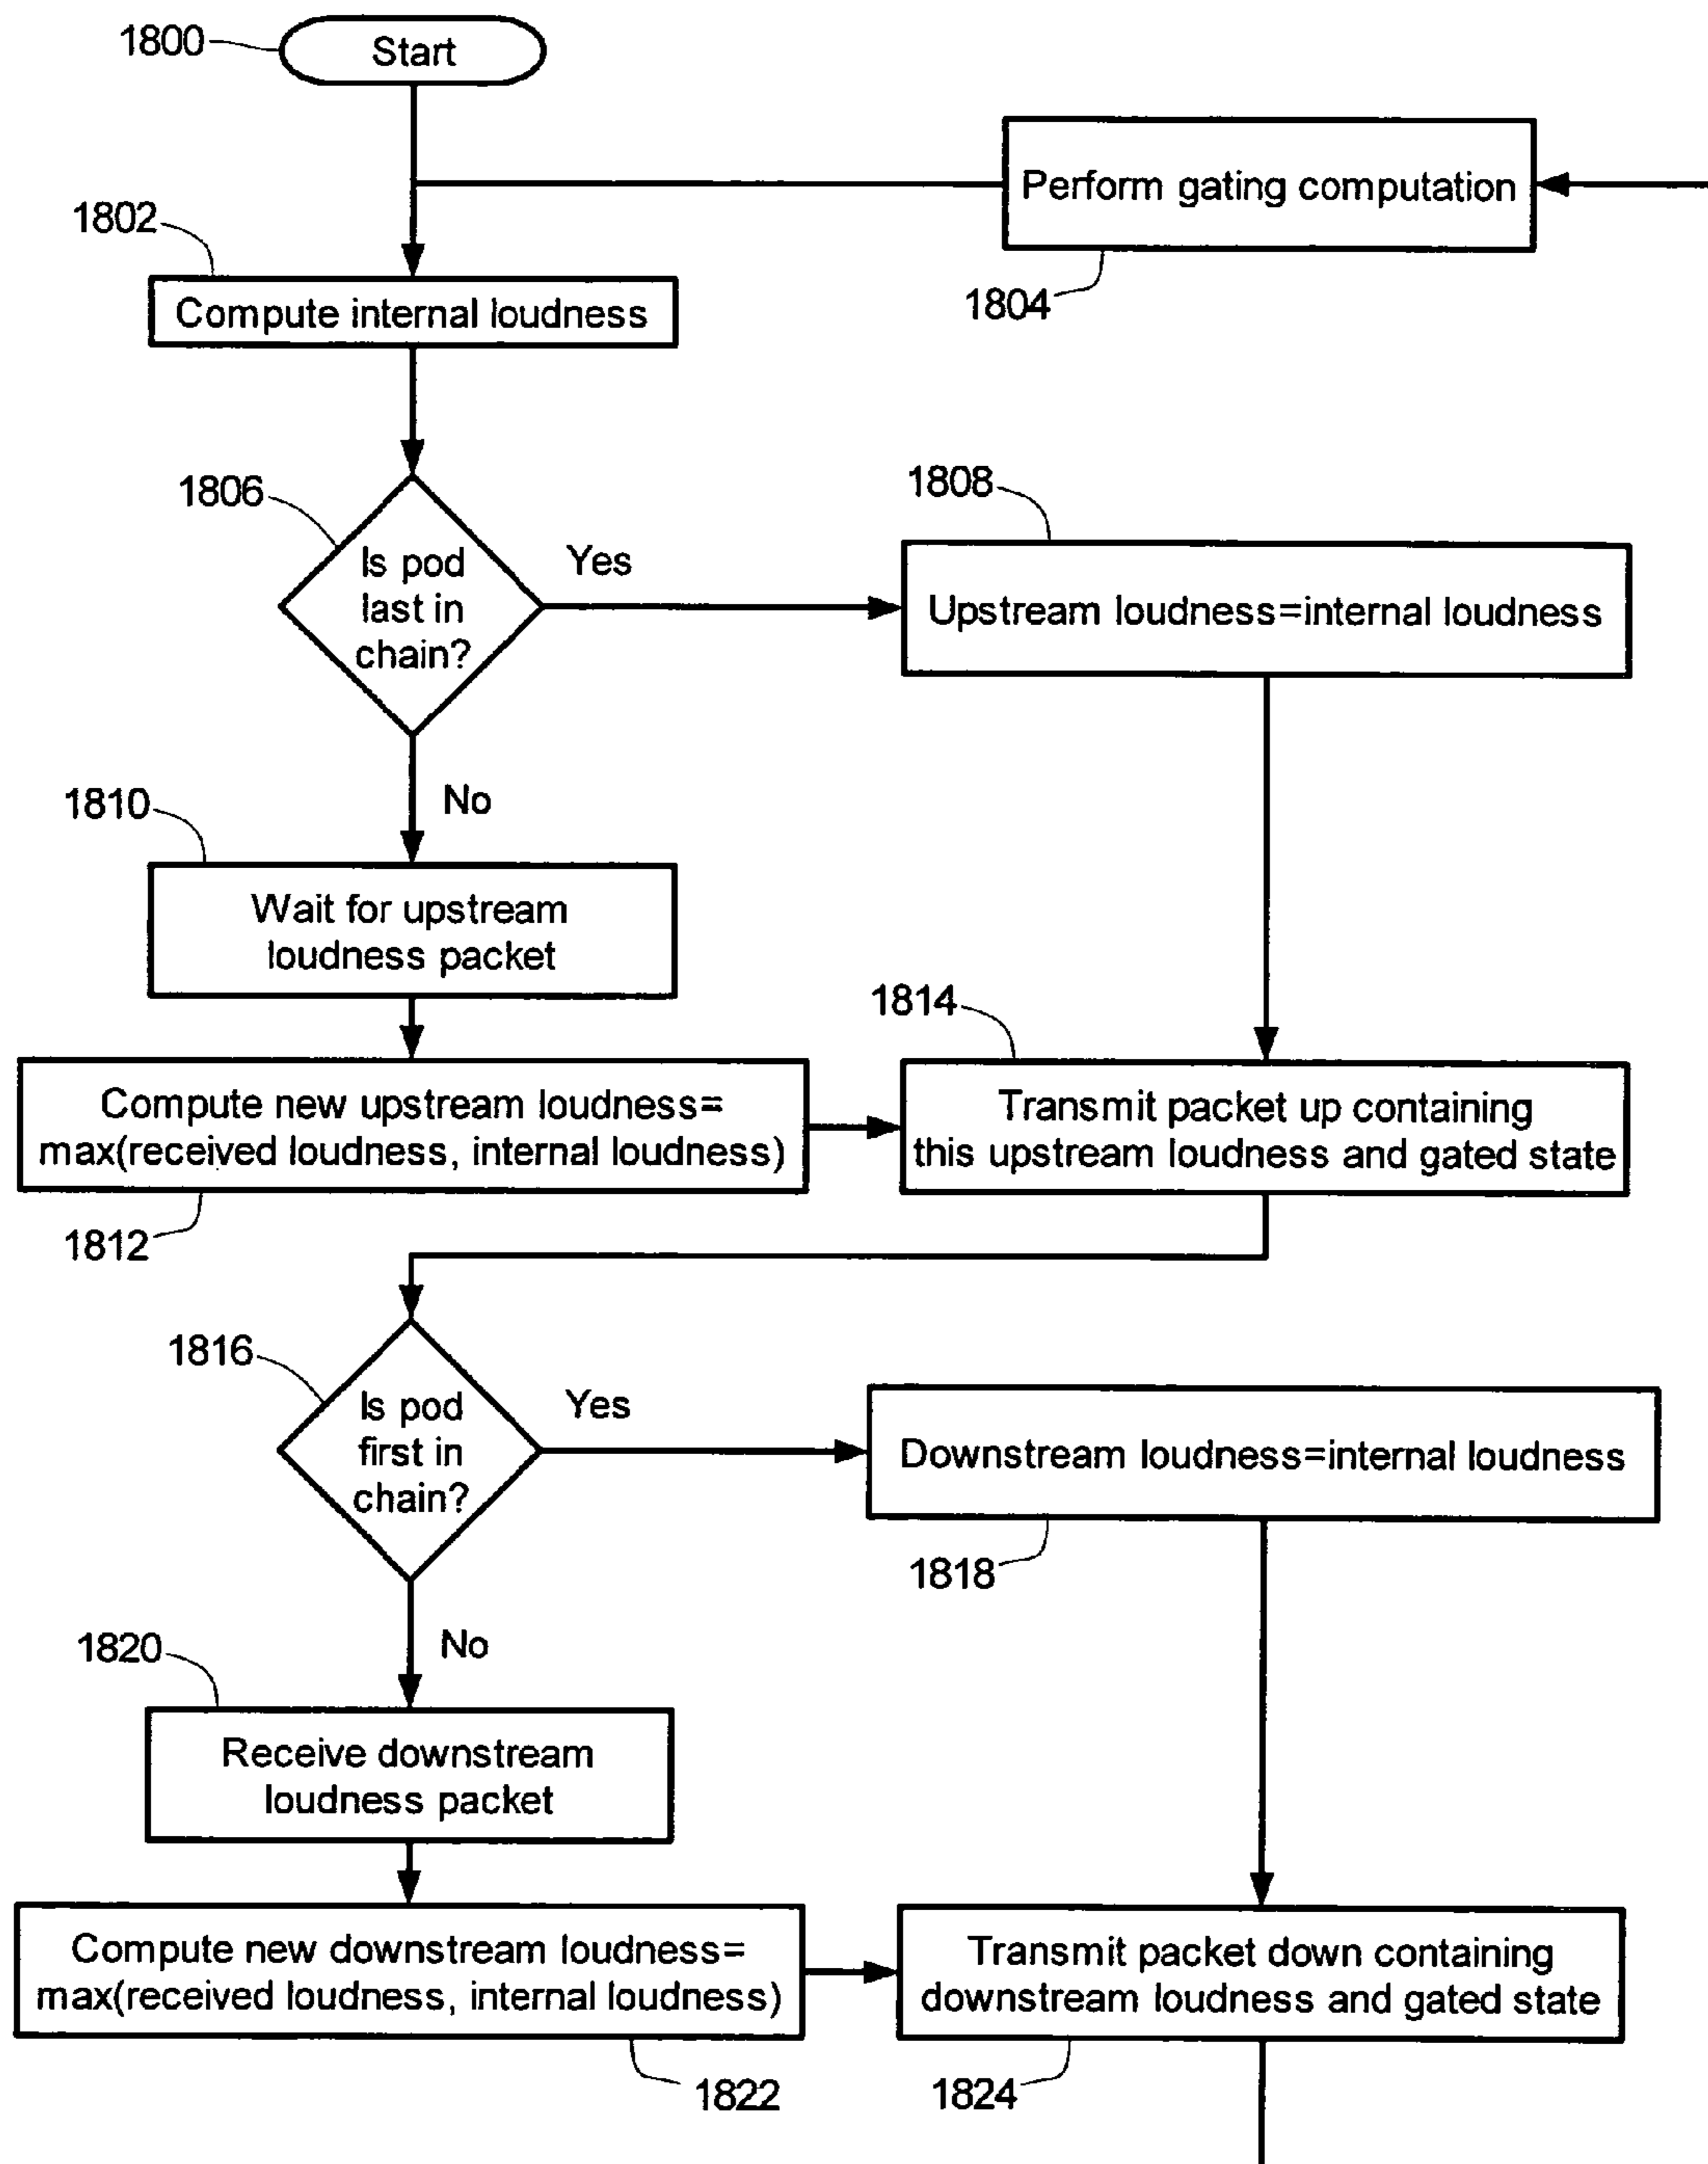 1800
Start
Perform gating computation
1802
1804
Compute internal loudness
1806
1808
Is pod
last in
chain?
Yes
Upstream loudness=internal loudness
No
1810
Wait for upstream
loudness packet
1814
Compute new upstream loudness=
max(received loudness, internal loudness)
Transmit packet up containing
this upstream loudness and gated state
1812
1816
Is pod
first in
chain?
Yes
Downstream loudness=internal loudness
1818
No
1820
Receive downstream
loudness packet
Compute new downstream loudness=
max(received loudness, internal loudness)
Transmit packet down containing
downstream loudness and gated state
1822
1824